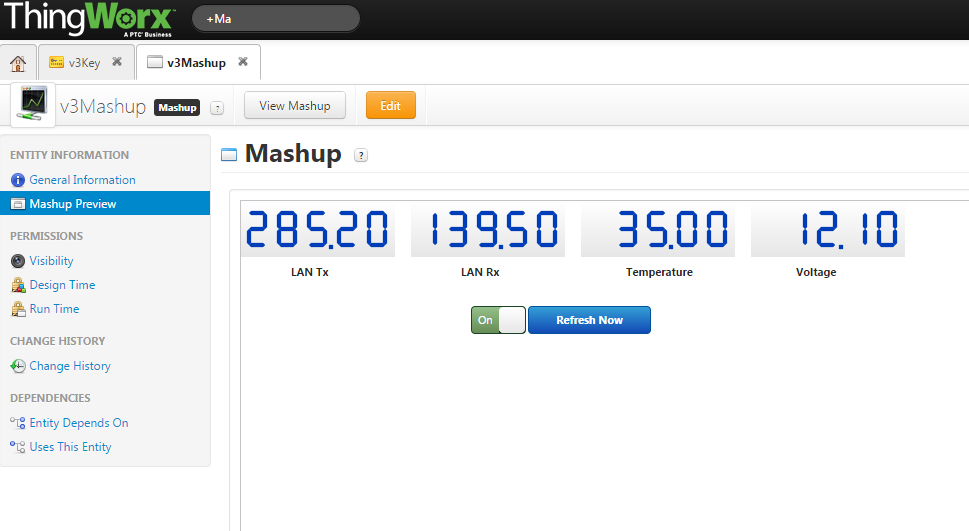 ThingWorx™
A PTC Business
+Ma
v3Key
v3Mashup
v3Mashup Mashup ? View Mashup Edit
ENTITY INFORMATION
General Information
Mashup Preview
PERMISSIONS
Visibility
Design Time
Run Time
CHANGE HISTORY
Change History
DEPENDENCIES
Entity Depends On
Uses This Entity
Mashup ?
285.20 139.50 35.00 12.10
LAN Tx LAN Rx Temperature Voltage
On Refresh Now